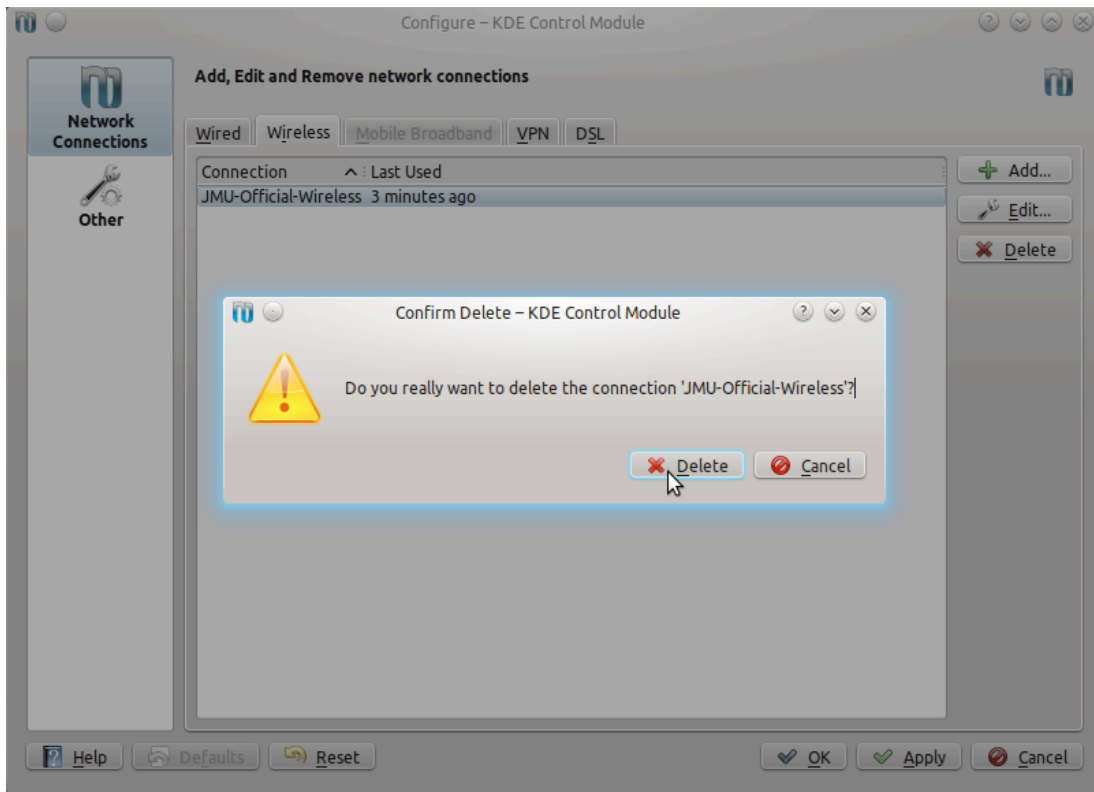 Configure – KDE Control Module
Network
Connections
Other
Add, Edit and Remove network connections
Wired Wireless Mobile Broadband VPN DSL
Connection Last Used
JMU-Official-Wireless 3 minutes ago
Add...
Edit...
Delete
Confirm Delete – KDE Control Module
Do you really want to delete the connection 'JMU-Official-Wireless'?
Delete Cancel
Help Defaults Reset OK Apply Cancel